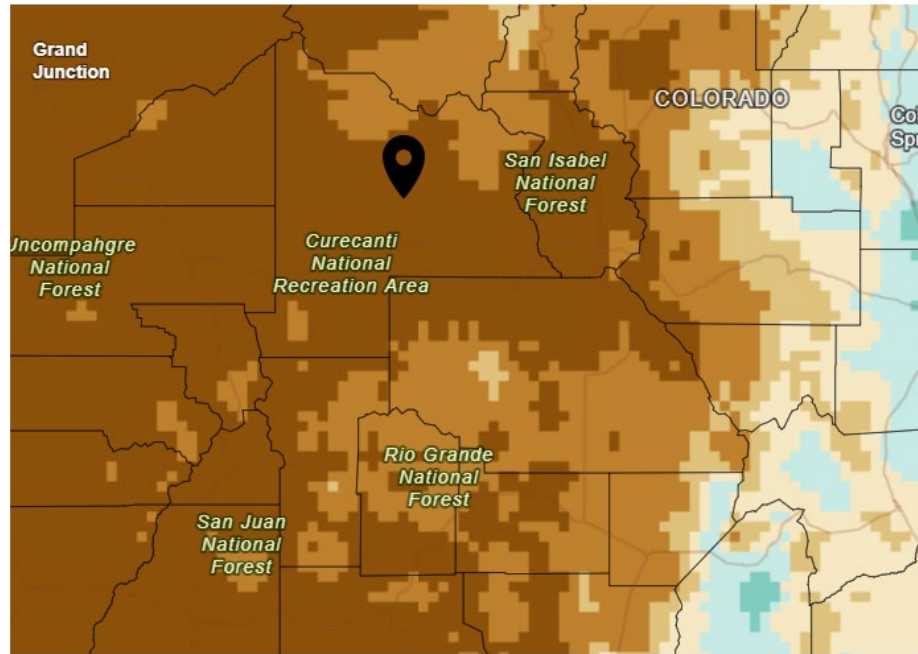 Grand
Junction
COLORADO
San Isabel
National
Forest
Uncompahgre
National
Forest
Curecanti
National
Recreation Area
Rio Grande
National
Forest
San Juan
National
Forest